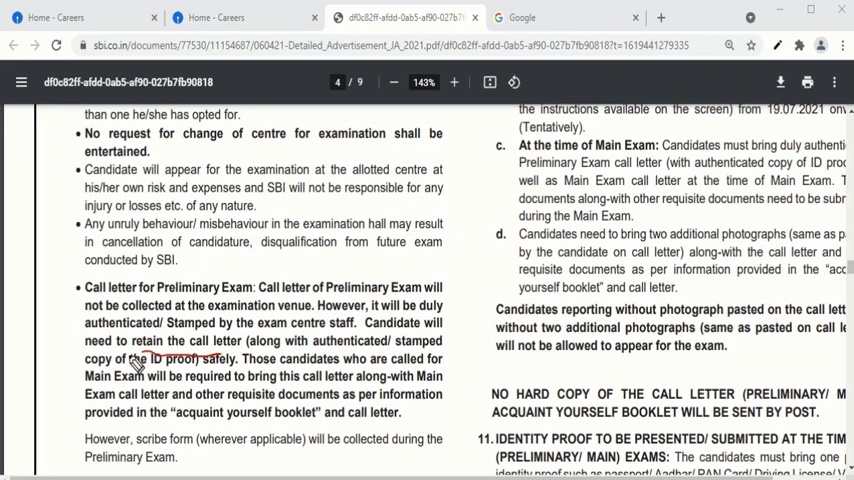 Home - Careers
Home - Careers
df0c82ff-afdd-0ab5-af90-027b7f
Google
sbi.co.in/documents/77530/11154687/060421-Detailed_Advertisement_JA_2021.pdf/df0c82ff-afdd-0ab5-af90-027b7fb90818?t=1619441279335
df0c82ff-afdd-0ab5-af90-027b7fb90818
4 / 9
143%
than one he/she has opted for.
• No request for change of centre for examination shall be
entertained.
• Candidate will appear for the examination at the allotted centre at
his/her own risk and expenses and SBI will not be responsible for any
injury or losses etc. of any nature.
• Any unruly behaviour/ misbehaviour in the examination hall may result
in cancellation of candidature, disqualification from future exam
conducted by SBI.
• Call letter for Preliminary Exam: Call letter of Preliminary Exam will
not be collected at the examination venue. However, it will be duly
authenticated/ Stamped by the exam centre staff. Candidate will
need to retain the call letter (along with authenticated/ stamped
copy of the ID proof) safely. Those candidates who are called for
Main Exam will be required to bring this call letter along-with Main
Exam call letter and other requisite documents as per information
provided in the “acquaint yourself booklet” and call letter.
However, scribe form (wherever applicable) will be collected during the
Preliminary Exam.
the instructions available on the screen) from 19.07.2021 onw
(Tentatively).
c. At the time of Main Exam: Candidates must bring duly authenti
Preliminary Exam call letter (with authenticated copy of ID proo
well as Main Exam call letter at the time of Main Exam. T
documents along-with other requisite documents need to be subm
during the Main Exam.
d. Candidates need to bring two additional photographs (same as pa
by the candidate on call letter) along-with the call letter and
requisite documents as per information provided in the “acq
yourself booklet” and call letter.
Candidates reporting without photograph pasted on the call lett
without two additional photographs (same as pasted on call le
will not be allowed to appear for the exam.
NO HARD COPY OF THE CALL LETTER (PRELIMINARY/ M
ACQUAINT YOURSELF BOOKLET WILL BE SENT BY POST.
11. IDENTITY PROOF TO BE PRESENTED/ SUBMITTED AT THE TIM
(PRELIMINARY/ MAIN) EXAMS: The candidates must bring one
identity proof such as passport/ Aadhar/ PAN Card/ Driving License/ V